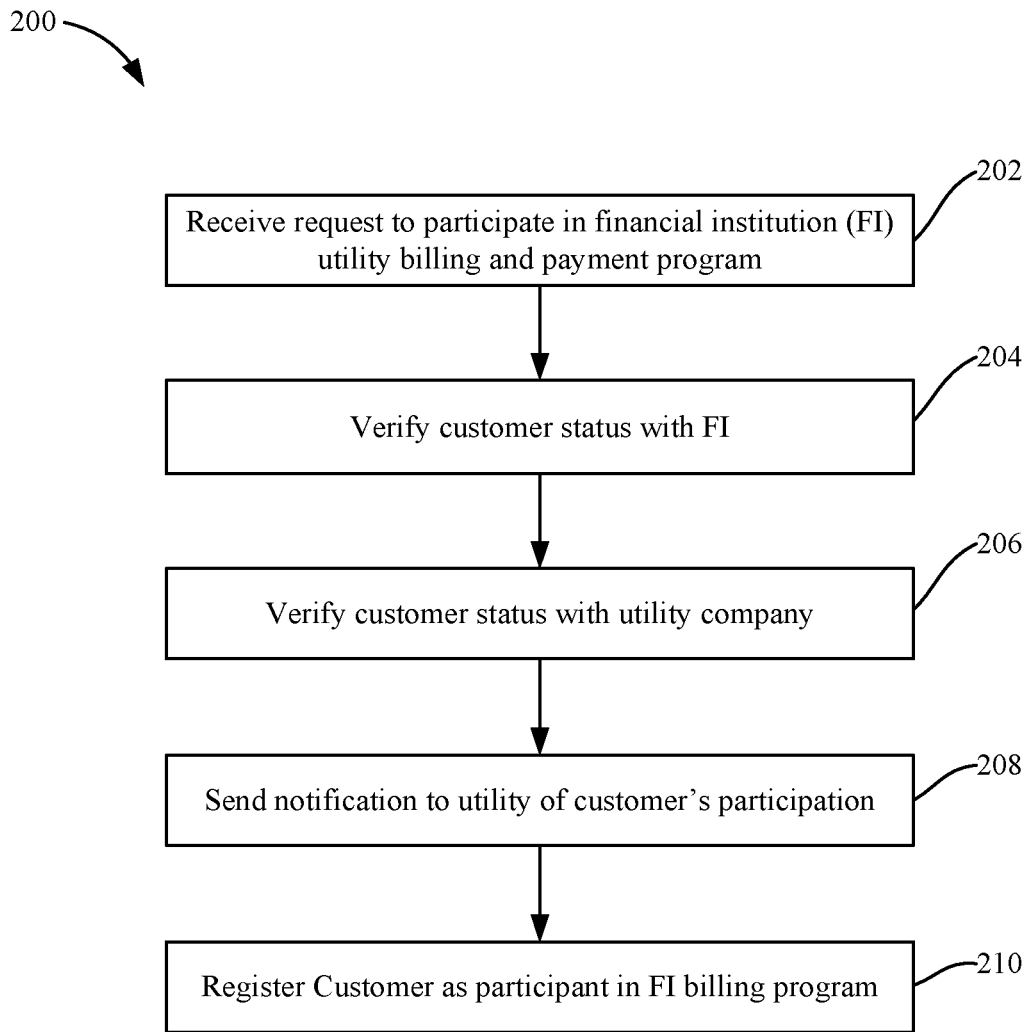 200
202
Receive request to participate in financial institution (FI)
utility billing and payment program
204
Verify customer status with FI
206
Verify customer status with utility company
208
Send notification to utility of customer’s participation
210
Register Customer as participant in FI billing program